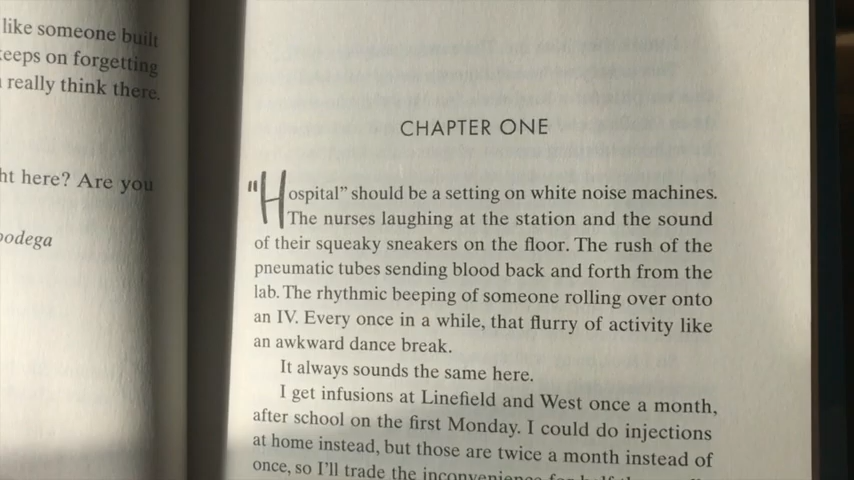 like someone built
keeps on forgetting
really think there.
ht here? Are you
bodega
CHAPTER ONE
"Hospital" should be a setting on white noise machines.
The nurses laughing at the station and the sound
of their squeaky sneakers on the floor. The rush of the
pneumatic tubes sending blood back and forth from the
lab. The rhythmic beeping of someone rolling over onto
an IV. Every once in a while, that flurry of activity like
an awkward dance break.
It always sounds the same here.
I get infusions at Linefield and West once a month,
after school on the first Monday. I could do injections
at home instead, but those are twice a month instead of
once, so I'll trade the inconvenience for half the